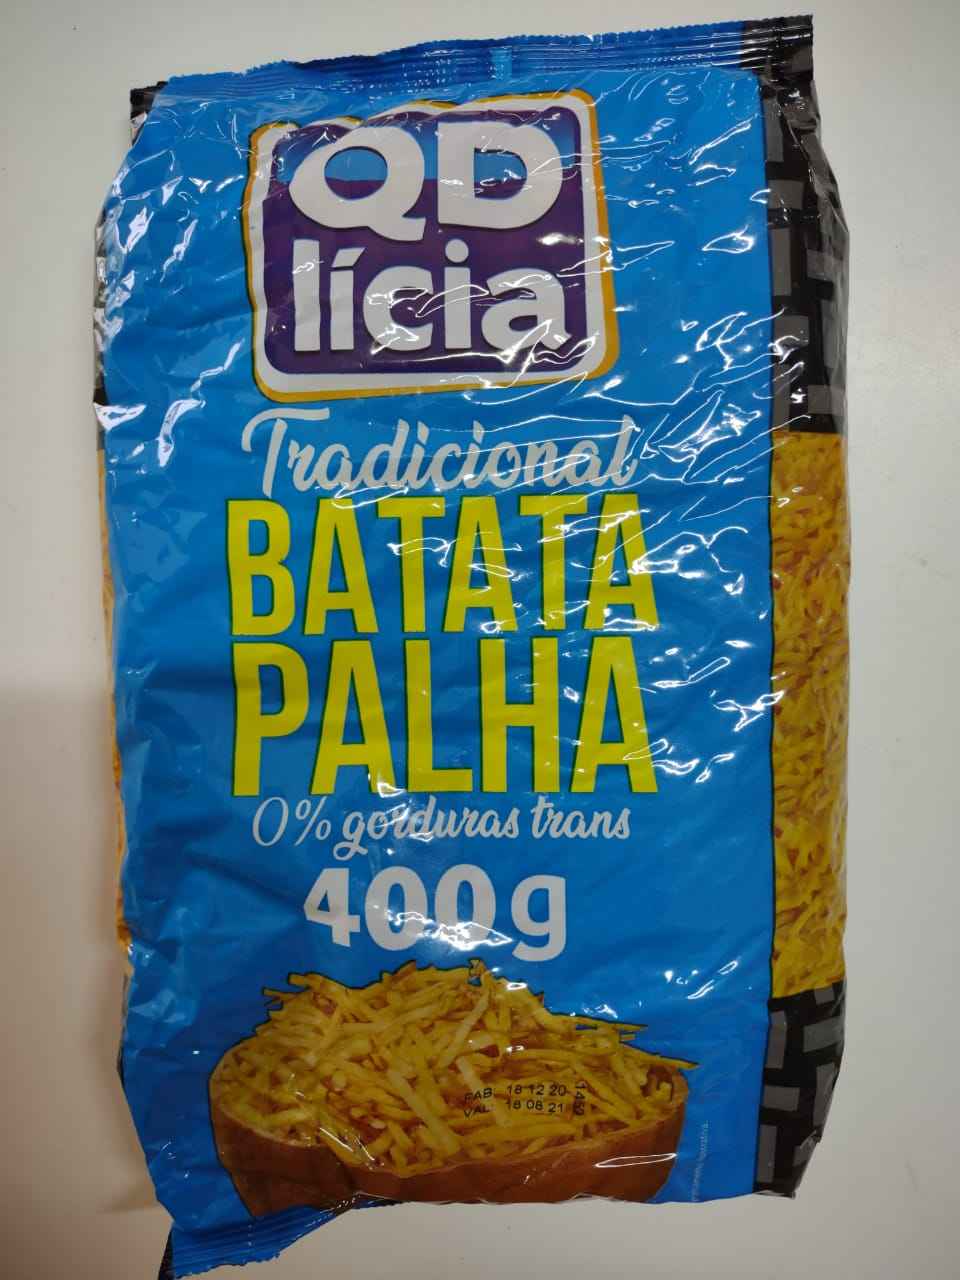 QD
lícia
Tradicional
BATATA
PALHA
0% gorduras trans
400g
FAB: 18 12 20
VAL: 18 08 21